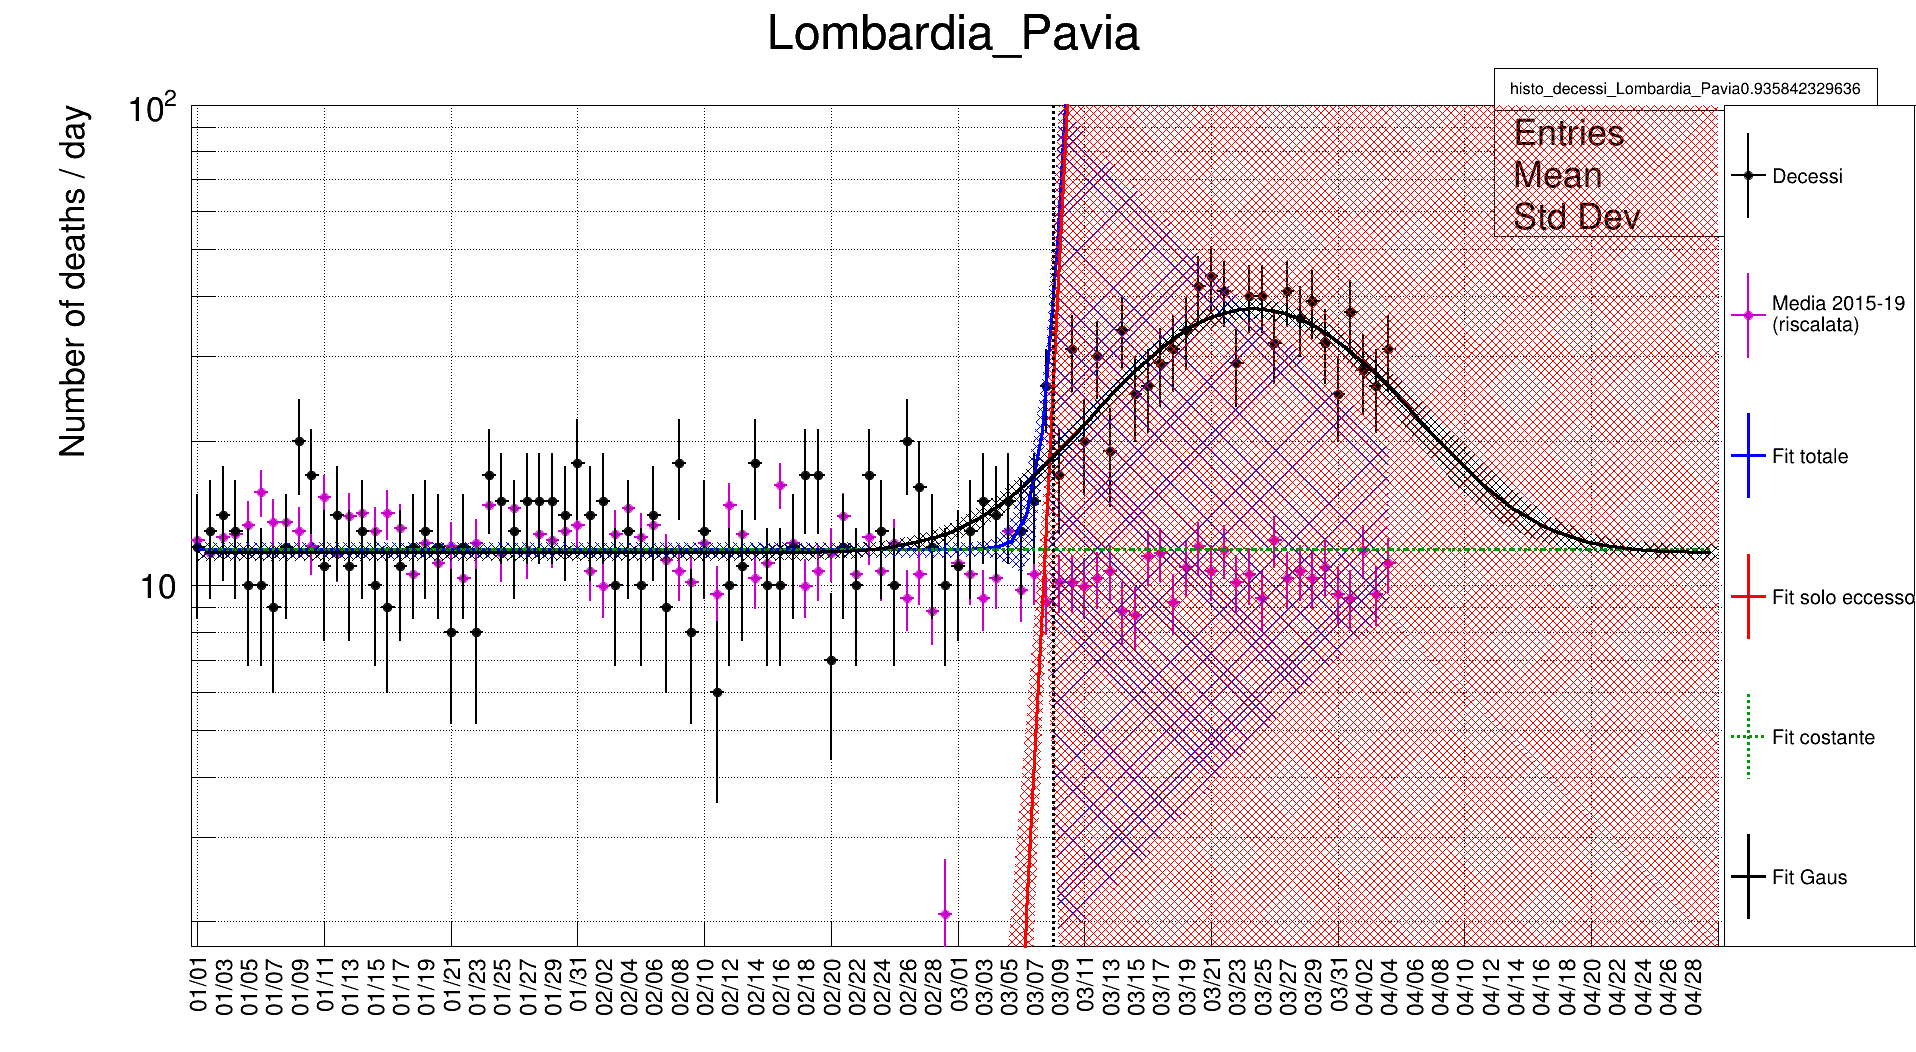 Lombardia_Pavia
histo_decessi_Lombardia_Pavia0.935842329636
Entries
Mean
Std Dev
Number of deaths / day
10²
10
Decessi
Media 2015-19
(riscalata)
Fit totale
Fit solo eccesso
Fit costante
Fit Gaus
01/01 01/03 01/05 01/07 01/09 01/11 01/13 01/15 01/17 01/19 01/21 01/23 01/25 01/27 01/29 01/31 02/02 02/04 02/06 02/08 02/10 02/12 02/14 02/16 02/18 02/20 02/22 02/24 02/26 02/28 03/01 03/03 03/05 03/07 03/09 03/11 03/13 03/15 03/17 03/19 03/21 03/23 03/25 03/27 03/29 03/31 04/02 04/04 04/06 04/08 04/10 04/12 04/14 04/16 04/18 04/20 04/22 04/24 04/26 04/28